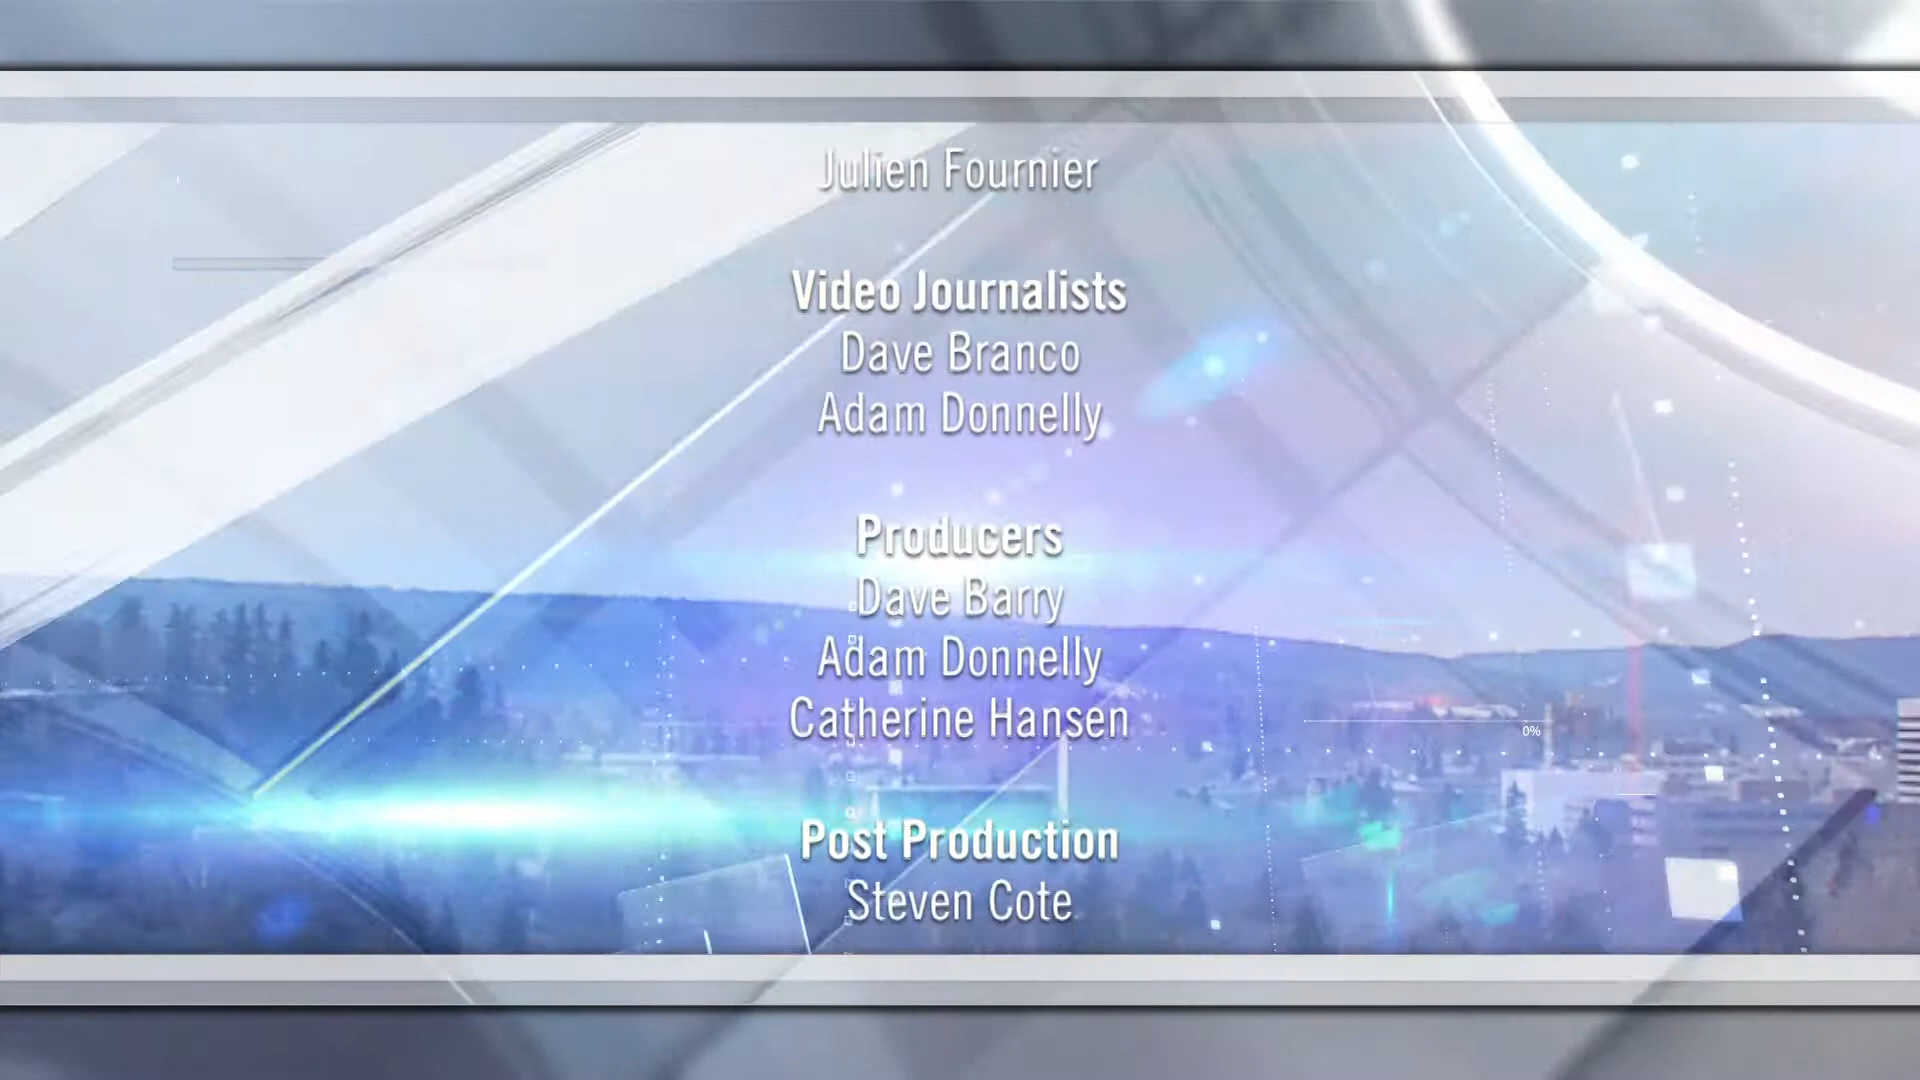 Julien Fournier
Video Journalists
Dave Branco
Adam Donnelly
Producers
Dave Barry
Adam Donnelly
Catherine Hansen
0%
Post Production
Steven Cote